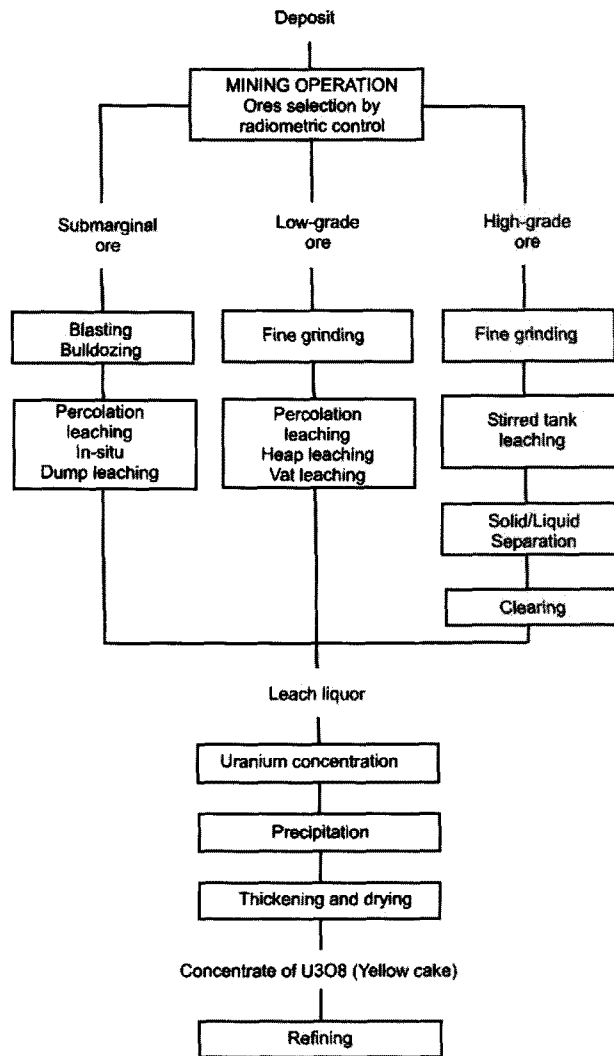 Deposit
MINING OPERATION
Ores selection by
radiometric control
Submarginal
ore
Low-grade
ore
High-grade
ore
Blasting
Bulldozing
Fine grinding
Fine grinding
Percolation
leaching
In-situ
Dump leaching
Percolation
leaching
Heap leaching
Vat leaching
Stirred tank
leaching
Solid/Liquid
Separation
Clearing
Leach liquor
Uranium concentration
Precipitation
Thickening and drying
Concentrate of U3O8 (Yellow cake)
Refining